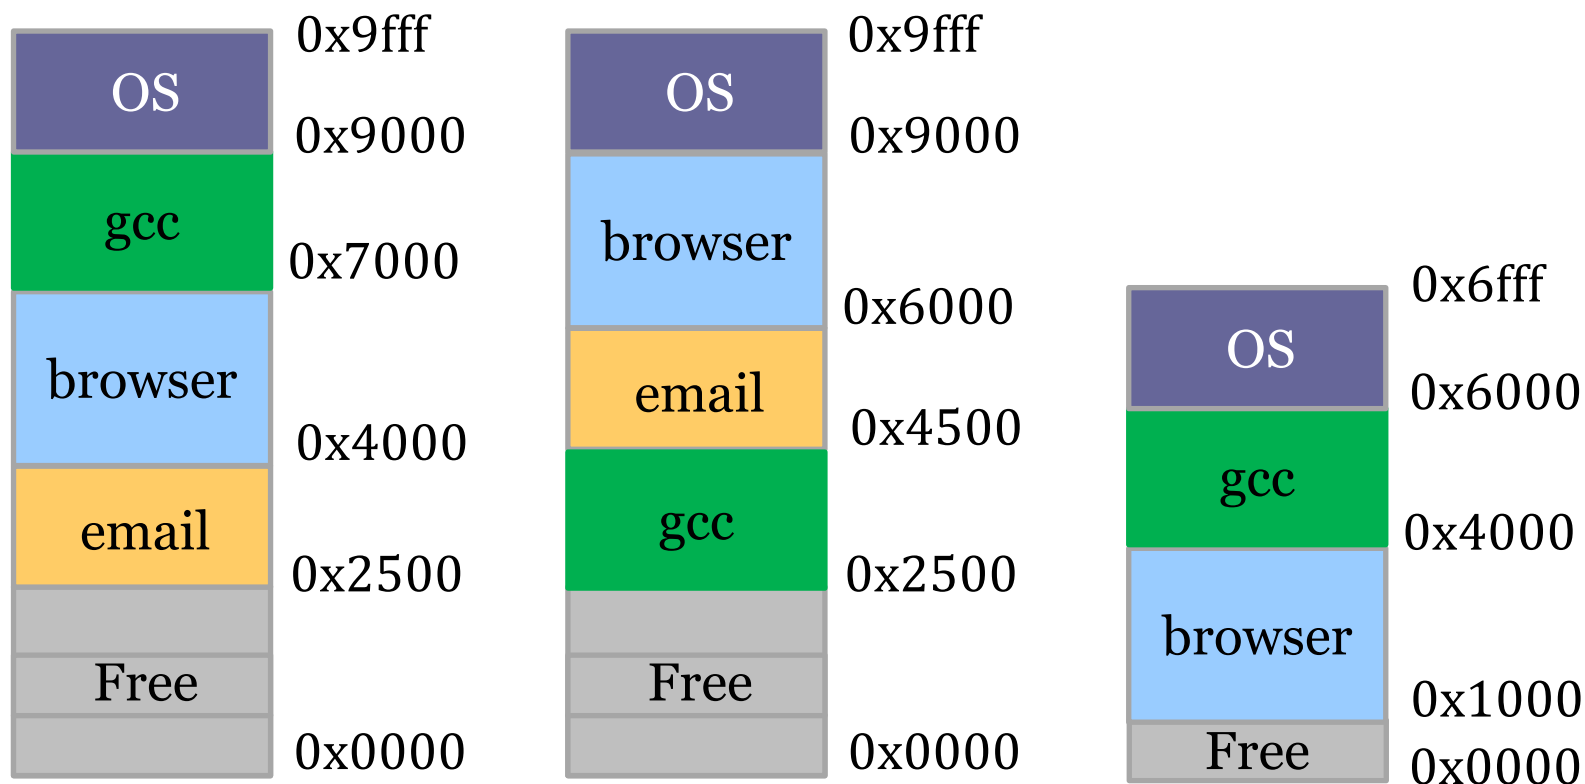 0x9fff
OS
0x9000
gcc
0x7000
browser
0x4000
email
0x2500
Free
0x0000
0x9fff
OS
0x9000
browser
0x6000
email
0x4500
gcc
0x2500
Free
0x0000
0x6fff
OS
0x6000
gcc
0x4000
browser
0x1000
Free
0x0000